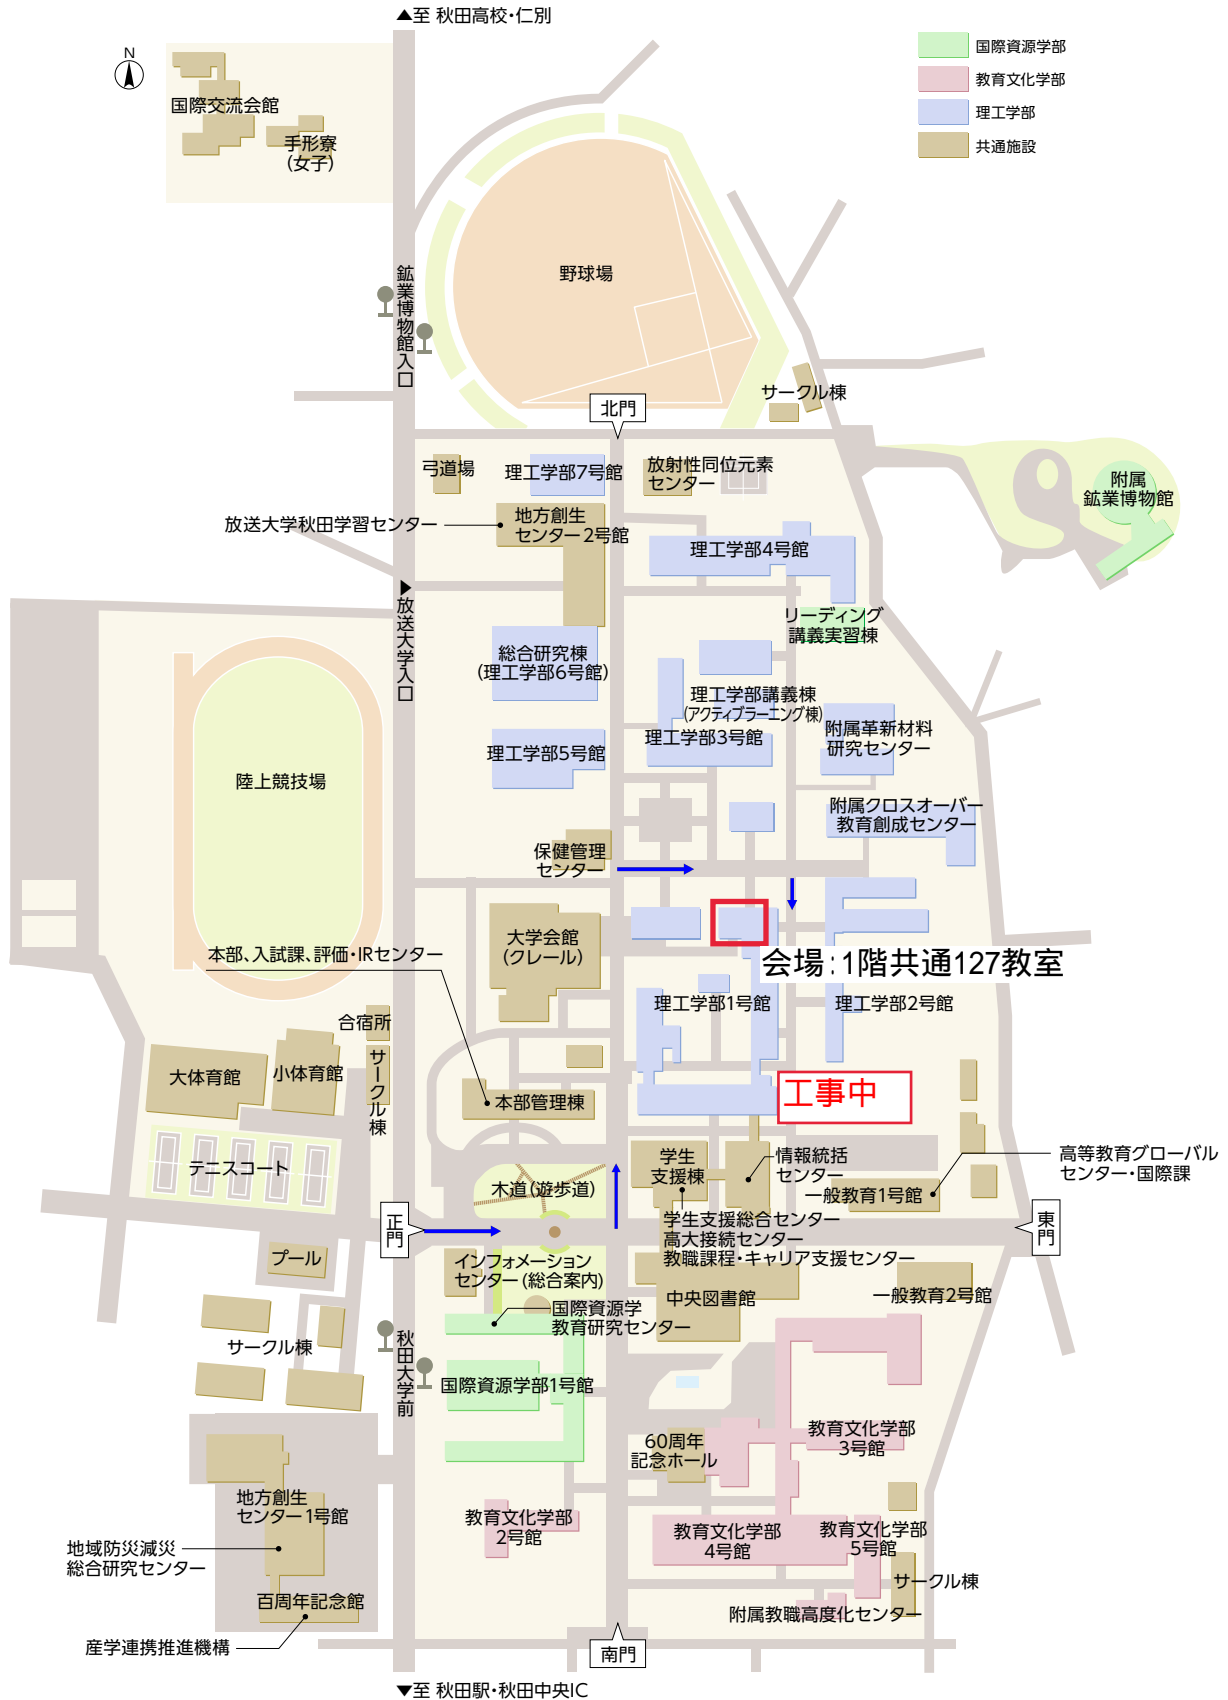 ▲至 秋田高校・仁別
N
国際資源学部
教育文化学部
理工学部
共通施設
国際交流会館
手形寮
(女子)
野球場
鉱業博物館入口
サークル棟
北門
弓道場
理工学部7号館
放射性同位元素
センター
附属
鉱業博物館
放送大学秋田学習センター
地方創生
センター2号館
理工学部4号館
▶放送大学入口
リーディング
講義実習棟
総合研究棟
(理工学部6号館)
理工学部講義棟
(アクティブラーニング棟)
理工学部3号館
附属革新材料
研究センター
理工学部5号館
陸上競技場
附属クロスオーバー
教育創成センター
保健管理
センター
大学会館
(クレール)
本部、入試課、評価・IRセンター
会場:1階共通127教室
理工学部1号館
理工学部2号館
合宿所
サークル棟
大体育館
小体育館
本部管理棟
工事中
テニスコート
木道(遊歩道)
学生
支援棟
情報統括
センター
高等教育グローバル
センター・国際課
一般教育1号館
正門
学生支援総合センター
高大接続センター
教職課程・キャリア支援センター
東門
プール
インフォメーション
センター(総合案内)
中央図書館
一般教育2号館
国際資源学
教育研究センター
サークル棟
秋田大学前
国際資源学部1号館
60周年
記念ホール
教育文化学部
3号館
地方創生
センター1号館
教育文化学部
2号館
教育文化学部
4号館
教育文化学部
5号館
地域防災減災
総合研究センター
サークル棟
百周年記念館
附属教職高度化センター
産学連携推進機構
南門
▼至 秋田駅・秋田中央IC